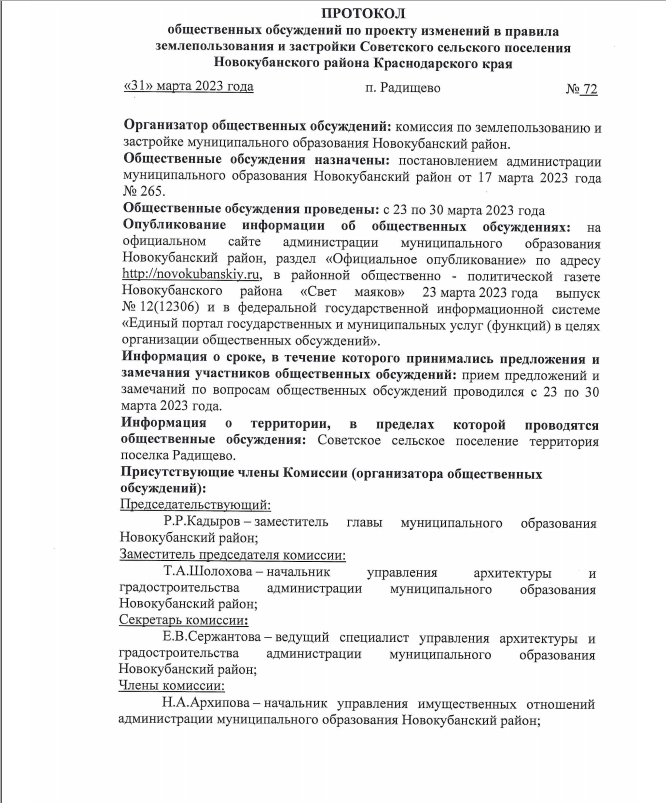 ПРОТОКОЛ
общественных обсуждений по проекту изменений в правила
землепользования и застройки Советского сельского поселения
Новокубанского района Краснодарского края
«31» марта 2023 года п. Радищево № 72
Организатор общественных обсуждений: комиссия по землепользованию и
застройке муниципального образования Новокубанский район.
Общественные обсуждения назначены: постановлением администрации
муниципального образования Новокубанский район от 17 марта 2023 года
№ 265.
Общественные обсуждения проведены: с 23 по 30 марта 2023 года
Опубликование информации об общественных обсуждениях: на
официальном сайте администрации муниципального образования
Новокубанский район, раздел «Официальное опубликование» по адресу
http://novokubanskiy.ru, в районной общественно - политической газете
Новокубанского района «Свет маяков» 23 марта 2023 года выпуск
№ 12(12306) и в федеральной государственной информационной системе
«Единый портал государственных и муниципальных услуг (функций) в целях
организации общественных обсуждений».
Информация о сроке, в течение которого принимались предложения и
замечания участников общественных обсуждений: прием предложений и
замечаний по вопросам общественных обсуждений проводился с 23 по 30
марта 2023 года.
Информация о территории, в пределах которой проводятся
общественные обсуждения: Советское сельское поселение территория
поселка Радищево.
Присутствующие члены Комиссии (организатора общественных
обсуждений):
Председательствующий:
Р.Р.Кадыров – заместитель главы муниципального образования
Новокубанский район;
Заместитель председателя комиссии:
Т.А.Шолохова – начальник управления архитектуры и
градостроительства администрации муниципального образования
Новокубанский район;
Секретарь комиссии:
Е.В.Сержантова – ведущий специалист управления архитектуры и
градостроительства администрации муниципального образования
Новокубанский район;
Члены комиссии:
Н.А.Архипова – начальник управления имущественных отношений
администрации муниципального образования Новокубанский район;